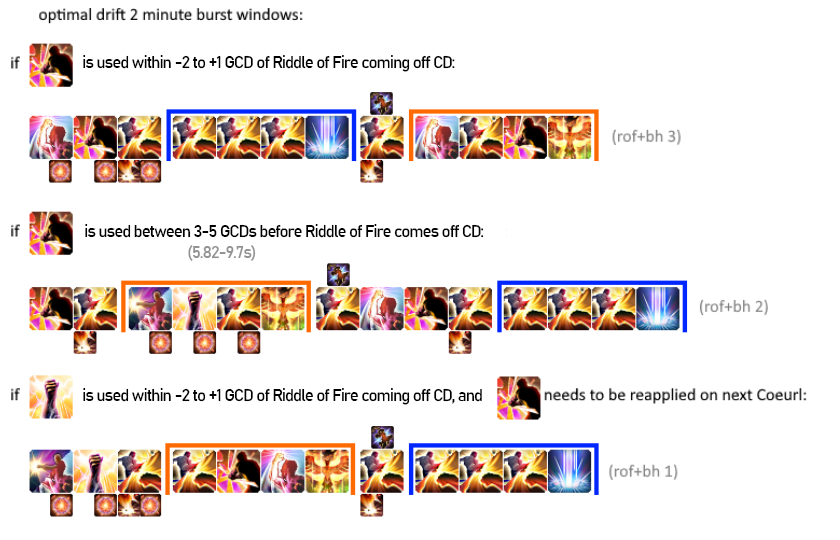 optimal drift 2 minute burst windows:
if is used within -2 to +1 GCD of Riddle of Fire coming off CD:
(rof+bh 3)
if is used between 3-5 GCDs before Riddle of Fire comes off CD:
(5.82-9.7s)
(rof+bh 2)
if is used within -2 to +1 GCD of Riddle of Fire coming off CD, and needs to be reapplied on next Coeurl:
(rof+bh 1)